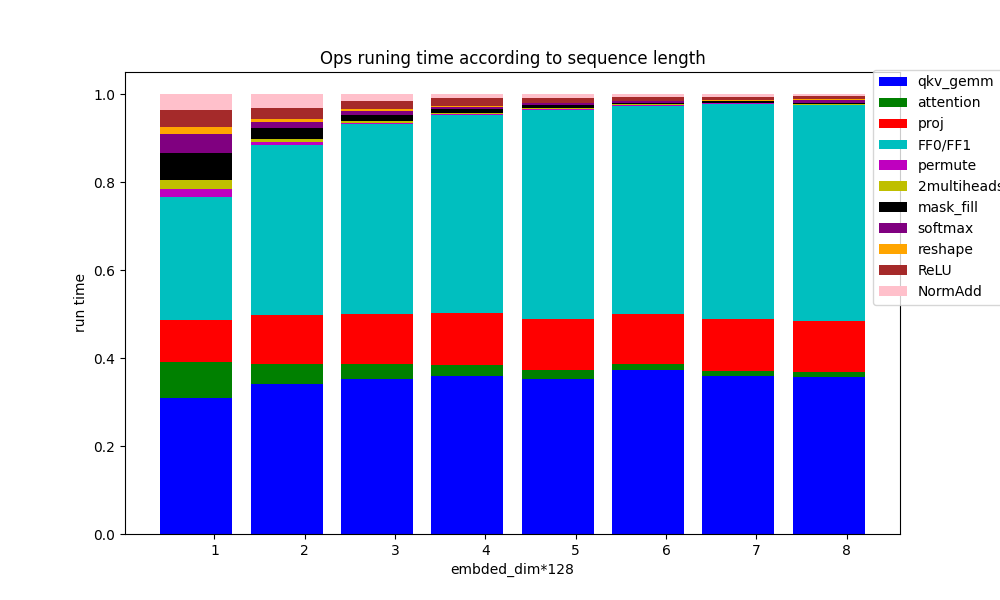 Ops runing time according to sequence length
1.0
0.8
0.6
0.4
0.2
0.0
run time
1 2 3 4 5 6 7 8
embded_dim*128
qkv_gemm
attention
proj
FF0/FF1
permute
2multiheads
mask_fill
softmax
reshape
ReLU
NormAdd